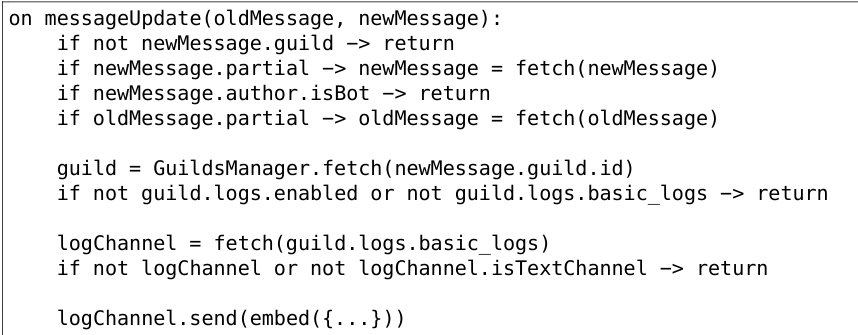 on messageUpdate(oldMessage, newMessage):
    if not newMessage.guild -> return
    if newMessage.partial -> newMessage = fetch(newMessage)
    if newMessage.author.isBot -> return
    if oldMessage.partial -> oldMessage = fetch(oldMessage)

    guild = GuildsManager.fetch(newMessage.guild.id)
    if not guild.logs.enabled or not guild.logs.basic_logs -> return

    logChannel = fetch(guild.logs.basic_logs)
    if not logChannel or not logChannel.isTextChannel -> return

    logChannel.send(embed({...}))